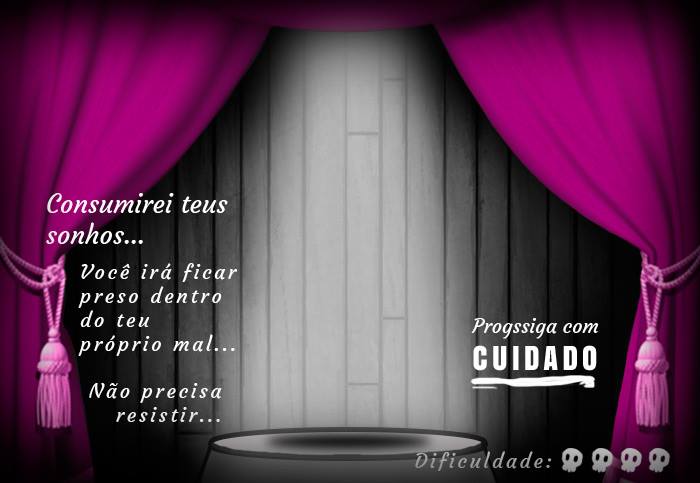 Consumirei teus
sonhos...
Você irá ficar
preso dentro
do teu
próprio mal...
Não precisa
resistir...
Progssiga com
CUIDADO
Dificuldade: